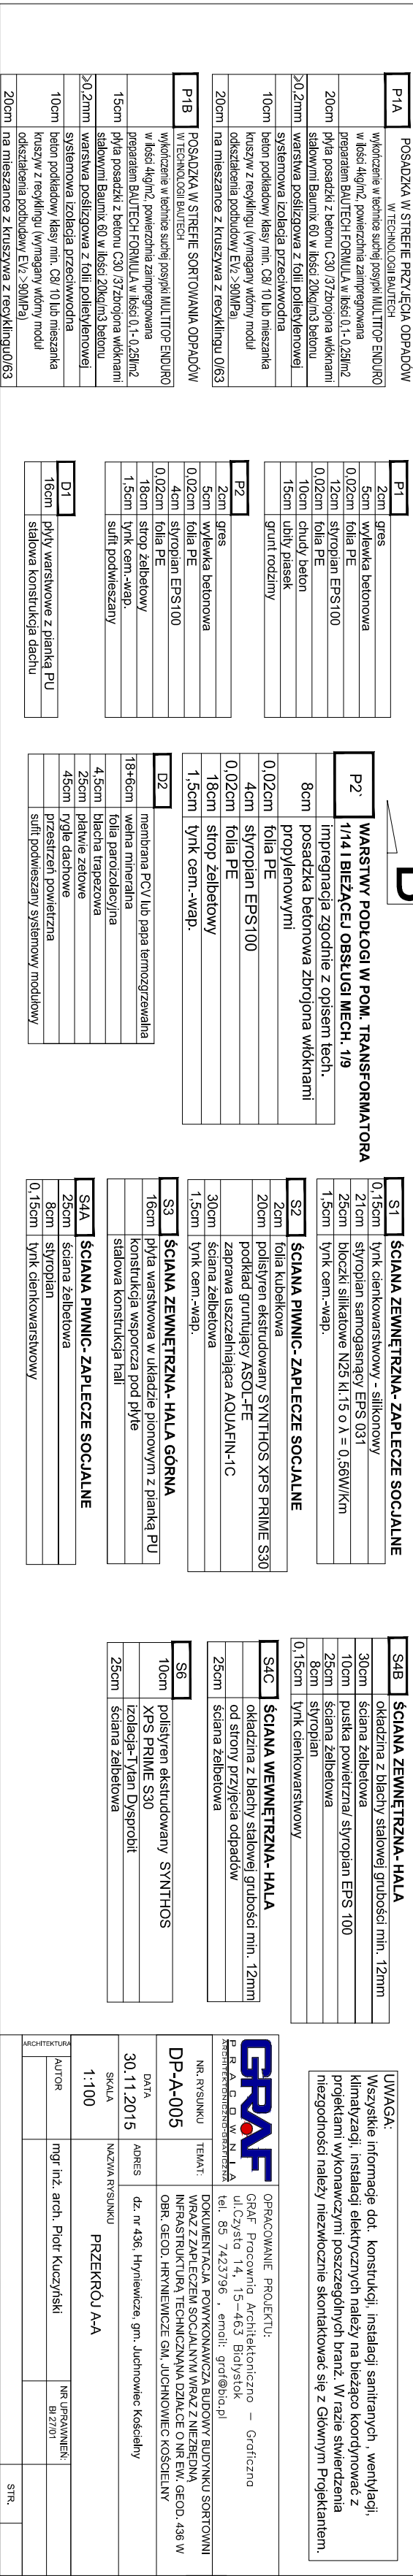 P1A POSADZKA W STREFIE PRZYJĘCIA ODPADÓW
W TECHNOLOGII BAUTECH
wykończenie w technice suchej posypki MULTITOP ENDURO
w ilości 4kg/m2, powierzchnia zaimpregnowana
preparatem BAUTECH FORMULA w ilości 0,1- 0,25l/m2
20cm płyta posadzki z betonu C30 /37zbrojona włóknami
stalowymi Baumix 60 w ilości 20kg/m3 betonu
>0,2mm warstwa poślizgowa z folii polietylenowej
systemowa izolacja przeciwwodna
10cm beton podkładowy klasy min. C8/ 10 lub mieszanka
kruszyw z recyklingu (wymagany wtórny moduł
odkształcenia podbudowy EV2 >90MPa)
20cm na mieszance z kruszywa z recyklingu 0/63
P1B POSADZKA W STREFIE SORTOWANIA ODPADÓW
W TECHNOLOGII BAUTECH
wykończenie w technice suchej posypki MULTITOP ENDURO
w ilości 4kg/m2, powierzchnia zaimpregnowana
preparatem BAUTECH FORMULA w ilości 0,1- 0,25l/m2
15cm płyta posadzki z betonu C30 /37zbrojona włóknami
stalowymi Baumix 60 w ilości 20kg/m3 betonu
>0,2mm warstwa poślizgowa z folii polietylenowej
systemowa izolacja przeciwwodna
10cm beton podkładowy klasy min. C8/ 10 lub mieszanka
kruszyw z recyklingu (wymagany wtórny moduł
odkształcenia podbudowy EV2 >90MPa)
20cm na mieszance z kruszywa z recyklingu0/63
P1
2cm gres
5cm wylewka betonowa
0,02cm folia PE
12cm styropian EPS100
0,02cm folia PE
10cm chudy beton
15cm ubity piasek
grunt rodzimy
P2
2cm gres
5cm wylewka betonowa
0,02cm folia PE
4cm styropian EPS100
0,02cm folia PE
18cm strop żelbetowy
1,5cm tynk cem.-wap.
sufit podwieszany
D1
16cm płyty warstwowe z pianką PU
stalowa konstrukcja dachu
P2` WARSTWY PODŁOGI W POM. TRANSFORMATORA
1/14 I BIEŻĄCEJ OBSŁUGI MECH. 1/9
impregnacja zgodnie z opisem tech.
8cm posadzka betonowa zbrojona włóknami
propylenowymi
0,02cm folia PE
4cm styropian EPS100
0,02cm folia PE
18cm strop żelbetowy
1,5cm tynk cem.-wap.
D2
membrana PCV lub papa termozgrzewalna
18+6cm wełna mineralna
folia paroizolacyjna
4,5cm blacha trapezowa
25cm płatwie zetowe
45cm rygle dachowe
przestrzeń powietrzna
sufit podwieszany systemowy modułowy
S1 ŚCIANA ZEWNĘTRZNA- ZAPLECZE SOCJALNE
0,15cm tynk cienkowarstwowy - silikonowy
21cm styropian samogasnący EPS 031
25cm bloczki silikatowe N25 kl.15 o λ = 0,56W/Km
1,5cm tynk cem.-wap.
S2 ŚCIANA PIWNIC- ZAPLECZE SOCJALNE
2cm folia kubełkowa
20cm polistyren ekstrudowany SYNTHOS XPS PRIME S30
podkład gruntujący ASOL-FE
zaprawa uszczelniająca AQUAFIN-1C
30cm ściana żelbetowa
1,5cm tynk cem.-wap.
S3 ŚCIANA ZEWNĘTRZNA- HALA GÓRNA
16cm płyta warstwowa w układzie pionowym z pianką PU
konstrukcja wsporcza pod płyte
stalowa konstrukcja hali
S4A ŚCIANA PIWNIC- ZAPLECZE SOCJALNE
25cm ściana żelbetowa
8cm styropian
0,15cm tynk cienkowarstwowy
S4B ŚCIANA ZEWNĘTRZNA- HALA
okładzina z blachy stalowej grubości min. 12mm
30cm ściana żelbetowa
10cm pustka powietrzna/ styropian EPS 100
25cm ściana żelbetowa
8cm styropian
0,15cm tynk cienkowarstwowy
S4C ŚCIANA WEWNĘTRZNA- HALA
okładzina z blachy stalowej grubości min. 12mm
od strony przyjęcia odpadów
25cm ściana żelbetowa
S6
10cm polistyren ekstrudowany SYNTHOS
XPS PRIME S30
izolacja-Tytan Dysprobit
25cm ściana żelbetowa
UWAGA:
Wszystkie informacje dot. konstrukcji, instalacji sanitranych , wentylacji,
klimatyzacji, instalacji elektrycznych należy na bieżąco koordynować z
projektami wykonawczymi poszczególnych branż. W razie stwierdzenia
niezgodności należy niezwłocznie skontaktować się z Głównym Projektantem.
GRAF
PRACOWNIA
ARCHITEKTONICZNO-GRAFICZNA
OPRACOWANIE PROJEKTU:
GRAF Pracownia Architektoniczno – Graficzna
ul.Czysta 14, 15–463 Białystok
tel. 85 7423796 , email: graf@bia.pl
NR. RYSUNKU
DP-A-005
TEMAT:
DOKUMENTACJA POWYKONAWCZA BUDOWY BUDYNKU SORTOWNI
WRAZ Z ZAPLECZEM SOCJALNYM WRAZ Z NIEZBĘDNĄ
INFRASTRUKTURĄ TECHNICZNĄNA DZIAŁCE O NR EW. GEOD. 436 W
OBR. GEOD. HRYNIEWICZE GM. JUCHNOWIEC KOŚCIELNY
DATA
30.11.2015
ADRES
dz. nr 436, Hryniewicze, gm. Juchnowiec Kościelny
SKALA
1:100
NAZWA RYSUNKU
PRZEKRÓJ A-A
ARCHITEKTURA
AUTOR
mgr inż. arch. Piotr Kuczyński
NR UPRAWNIEŃ:
Bł 27/01
STR.